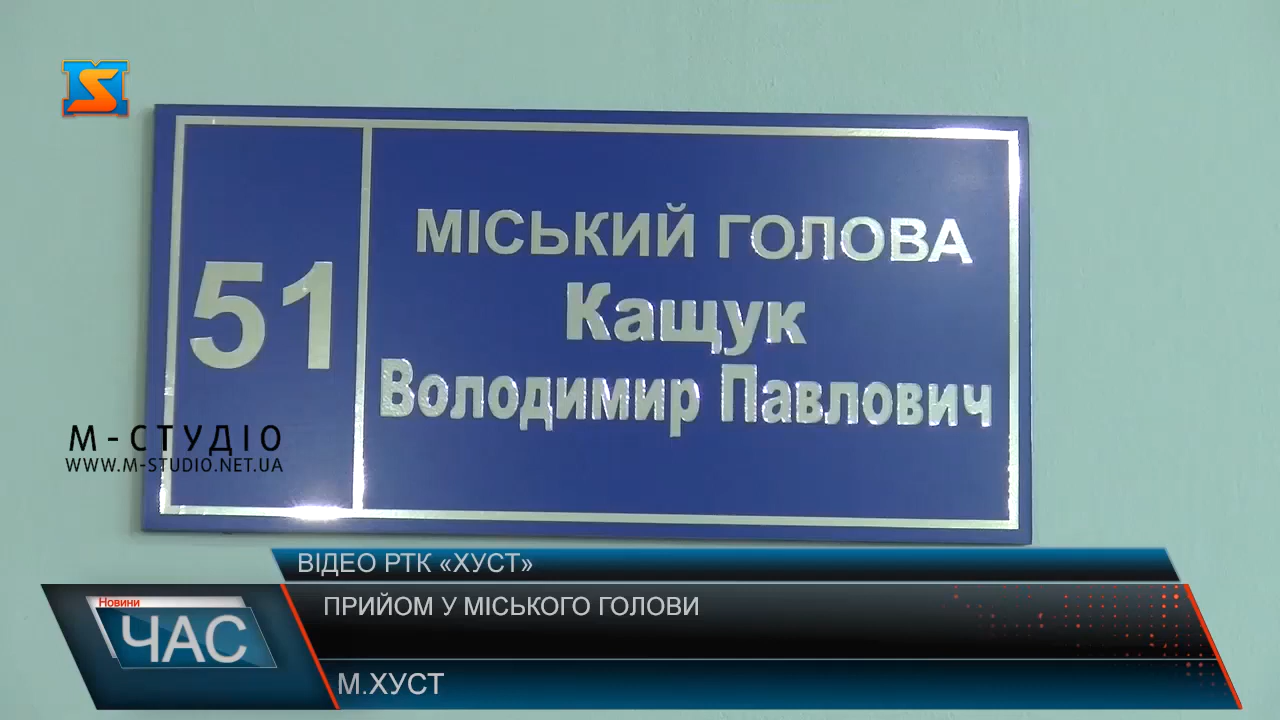 МІСЬКИЙ ГОЛОВА
51
Кащук
Володимир Павлович
М-СТУДІО
WWW.M-STUDIO.NET.UA
ВІДЕО РТК «ХУСТ»
Новини
ЧАС
ПРИЙОМ У МІСЬКОГО ГОЛОВИ
М.ХУСТ